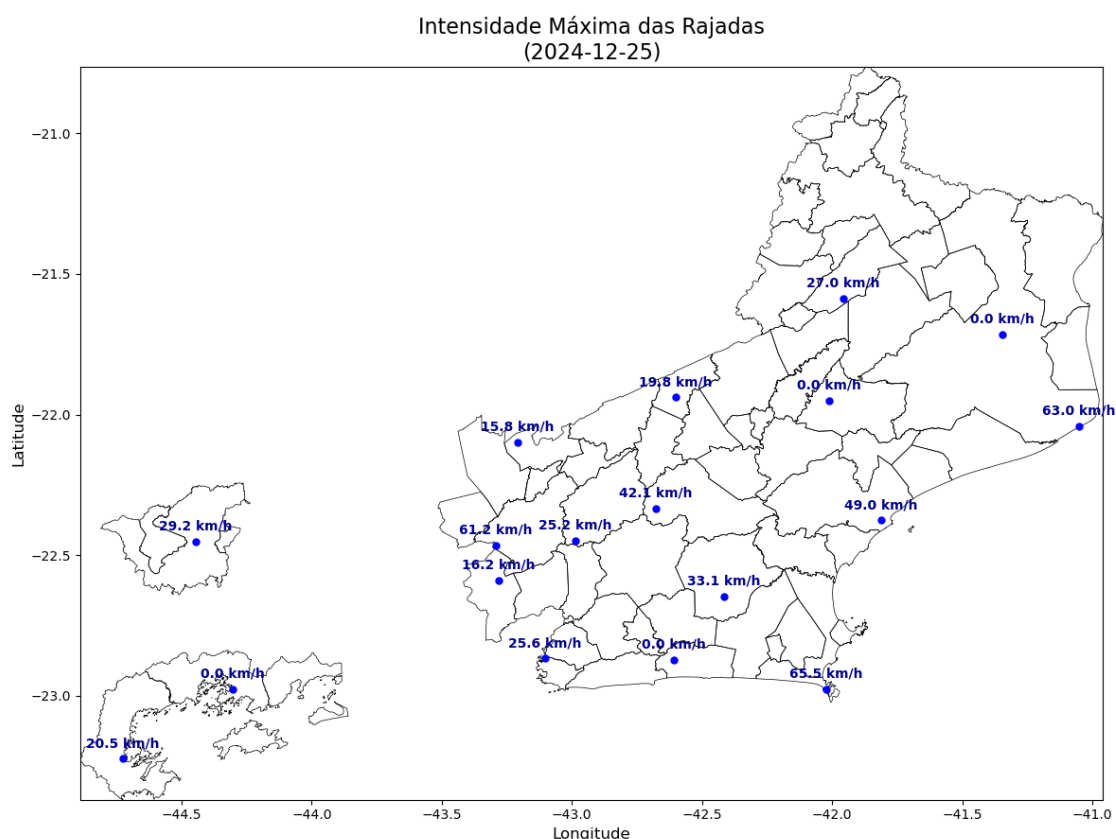 Intensidade Máxima das Rajadas
(2024-12-25)
−21.0
27.0 km/h
−21.5
0.0 km/h
19.8 km/h
0.0 km/h
63.0 km/h
−22.0
15.8 km/h
Latitude
42.1 km/h
49.0 km/h
29.2 km/h
61.2 km/h
25.2 km/h
−22.5
16.2 km/h
33.1 km/h
25.6 km/h
0.0 km/h
0.0 km/h
65.5 km/h
−23.0
20.5 km/h
−44.5 −44.0 −43.5 −43.0 −42.5 −42.0 −41.5 −41.0
Longitude